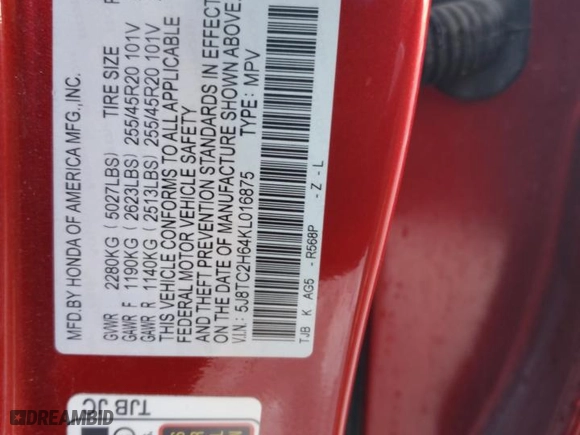 MFD.BY HONDA OF AMERICA MFG.,INC.
GVWR 2280KG (5027LBS) TIRE SIZE
GAWR F 1190KG (2623LBS) 255/45R20 101V
GAWR R 1140KG (2513LBS) 255/45R20 101V
THIS VEHICLE CONFORMS TO ALL APPLICABLE
FEDERAL MOTOR VEHICLE SAFETY
AND THEFT PREVENTION STANDARDS IN EFFECT
ON THE DATE OF MANUFACTURE SHOWN ABOVE.
V.I.N.: 5J8TC2H64KL016875 TYPE: MPV
TJB K AG5 - R568P - Z - L
TJB JC
DREAMBID